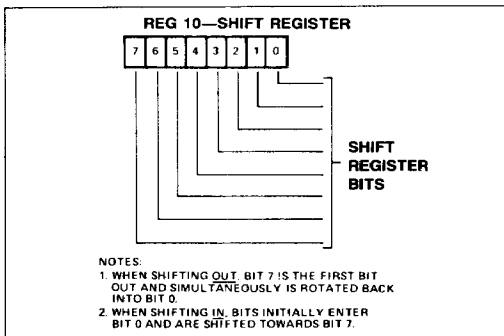 REG 10—SHIFT REGISTER
7 6 5 4 3 2 1 0
SHIFT
REGISTER
BITS
NOTES:
1. WHEN SHIFTING OUT, BIT 7 IS THE FIRST BIT
OUT AND SIMULTANEOUSLY IS ROTATED BACK
INTO BIT 0.
2. WHEN SHIFTING IN, BITS INITIALLY ENTER
BIT 0 AND ARE SHIFTED TOWARDS BIT 7.